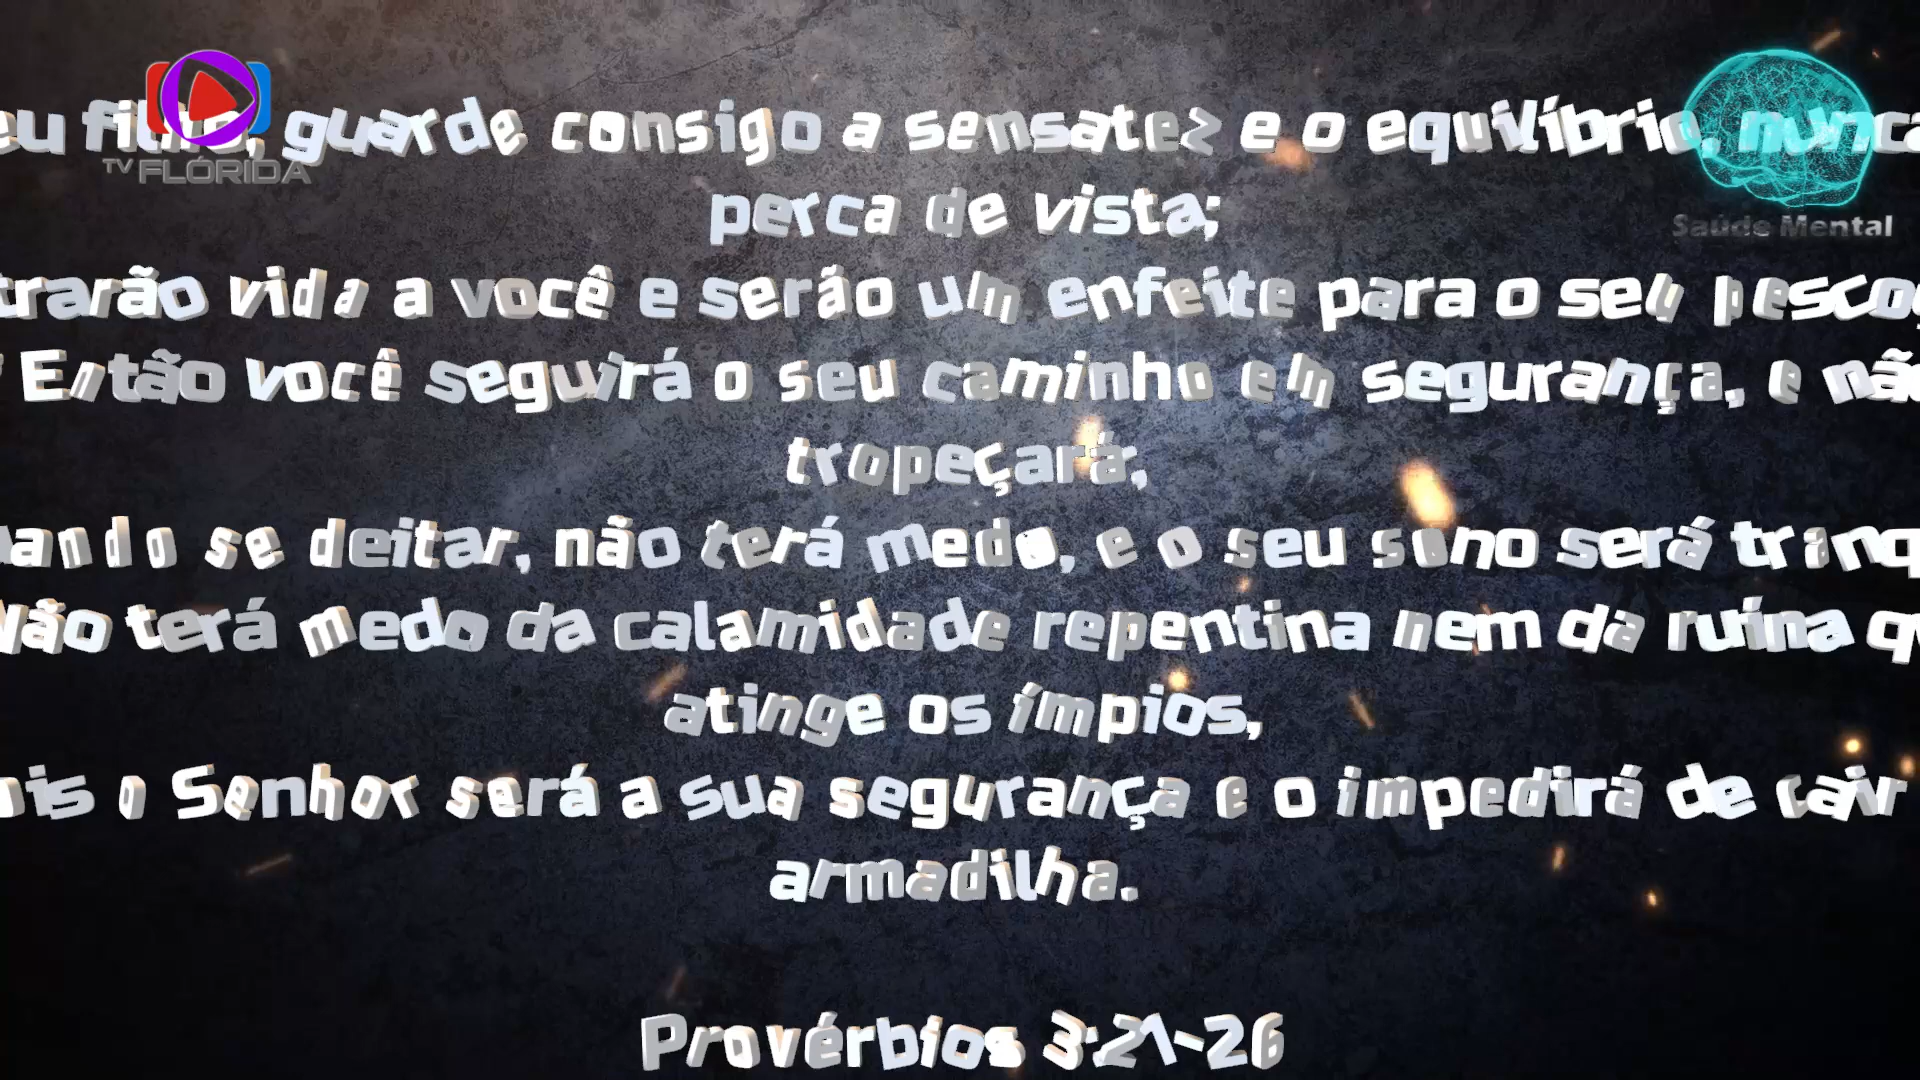 eu filho, guarde consigo a sensatez e o equilíbrio, nunca
perca de vista;
trarão vida a você e serão um enfeite para o seu pescoç
Então você seguirá o seu caminho em segurança, e não
tropeçará;
ando se deitar, não terá medo, e o seu sono será tranq
Não terá medo da calamidade repentina nem da ruína qu
atinge os ímpios,
ois o Senhor será a sua segurança e o impedirá de cair
armadilha.
Provérbios 3:21-26
TV FLÓRIDA
Saúde Mental